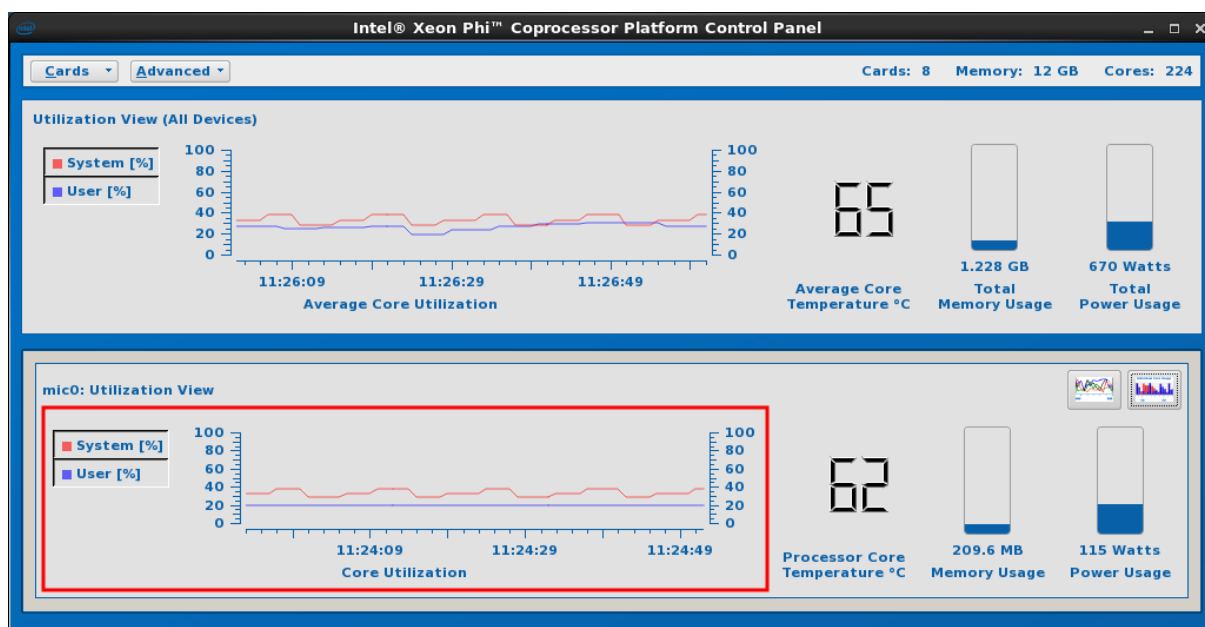 Intel® Xeon Phi™ Coprocessor Platform Control Panel
Cards Advanced Cards: 8 Memory: 12 GB Cores: 224
Utilization View (All Devices)
System [%]
User [%]
100
80
60
40
20
0
100
80
60
40
20
0
11:26:09 11:26:29 11:26:49
Average Core Utilization
65
Average Core
Temperature °C
1.228 GB
Total
Memory Usage
670 Watts
Total
Power Usage
mic0: Utilization View
System [%]
User [%]
100
80
60
40
20
0
100
80
60
40
20
0
11:24:09 11:24:29 11:24:49
Core Utilization
62
Processor Core
Temperature °C
209.6 MB
Memory Usage
115 Watts
Power Usage